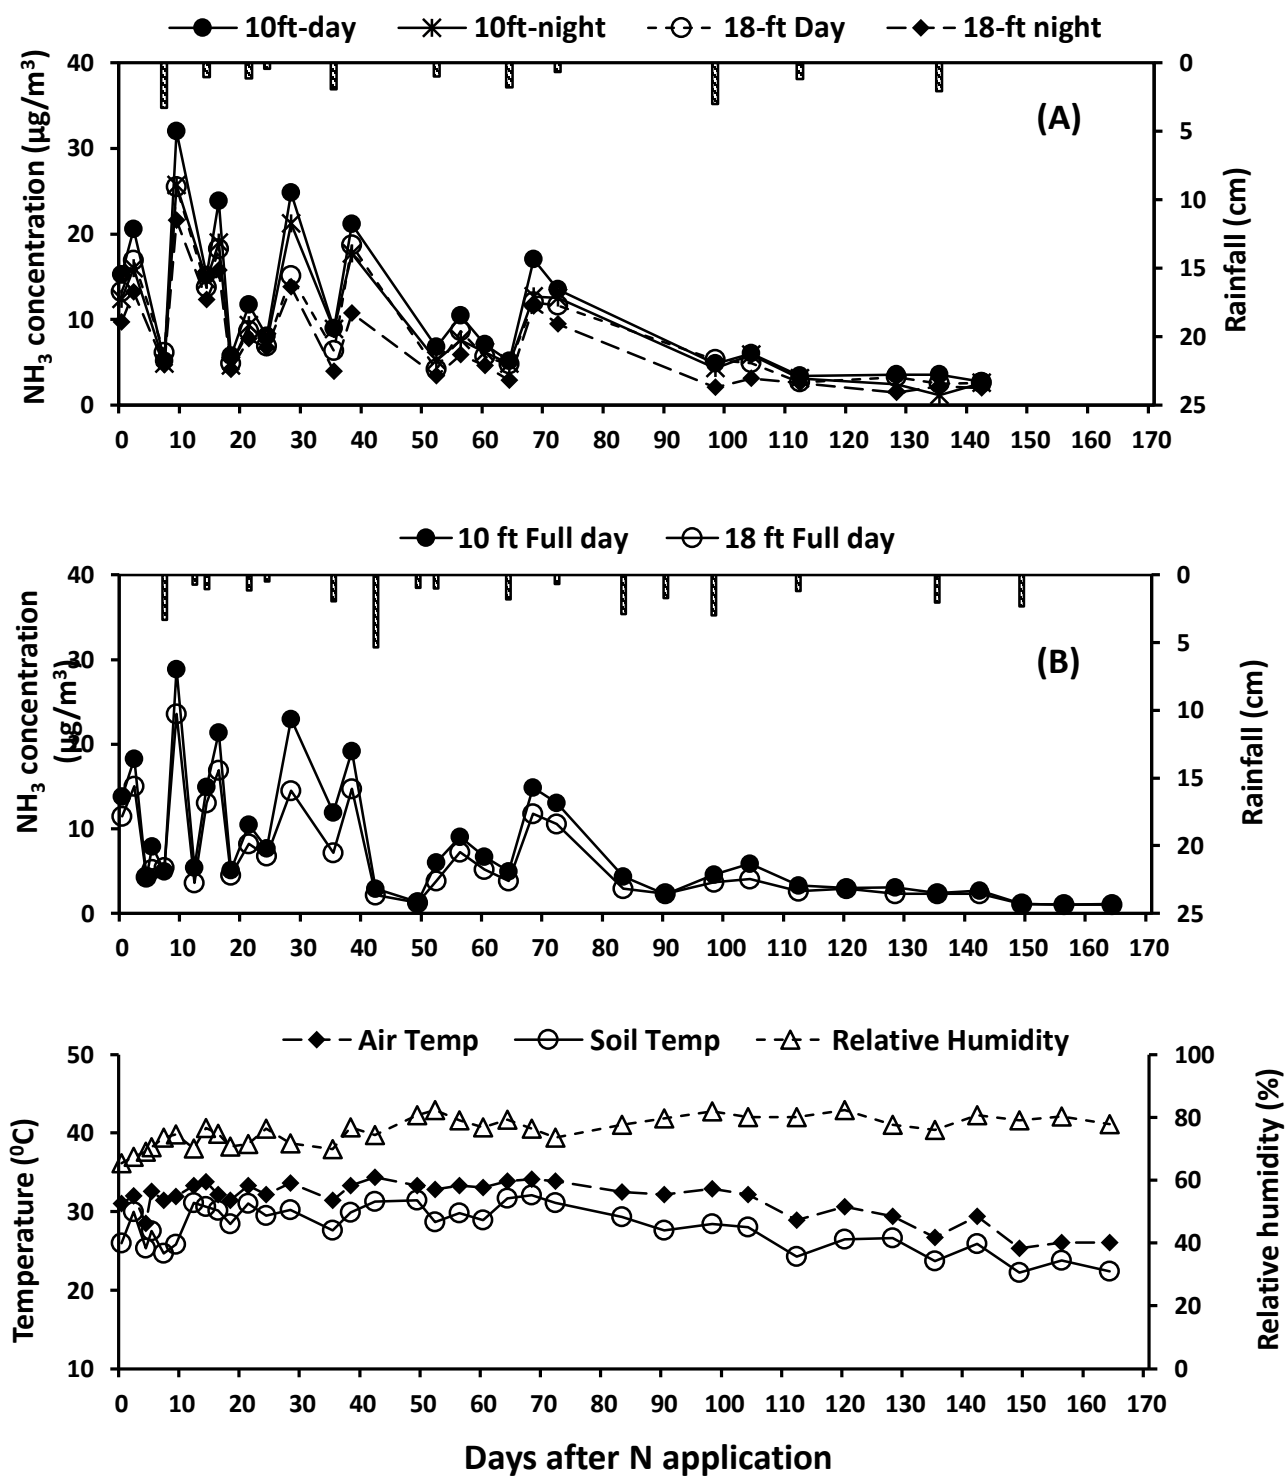 10ft-day 10ft-night 18-ft Day 18-ft night
40 0
30 5
20 10
10 15
0 20
25
NH3 concentration (µg/m³)
Rainfall (cm)
(A)
0 10 20 30 40 50 60 70 80 90 100 110 120 130 140 150 160 170
10 ft Full day 18 ft Full day
40 0
30 5
20 10
10 15
0 20
25
NH3 concentration
(µg/m³)
Rainfall (cm)
(B)
0 10 20 30 40 50 60 70 80 90 100 110 120 130 140 150 160 170
Air Temp Soil Temp Relative Humidity
50 100
40 80
30 60
20 40
10 20
0
Temperature (⁰C)
Relative humidity (%)
0 10 20 30 40 50 60 70 80 90 100 110 120 130 140 150 160 170
Days after N application